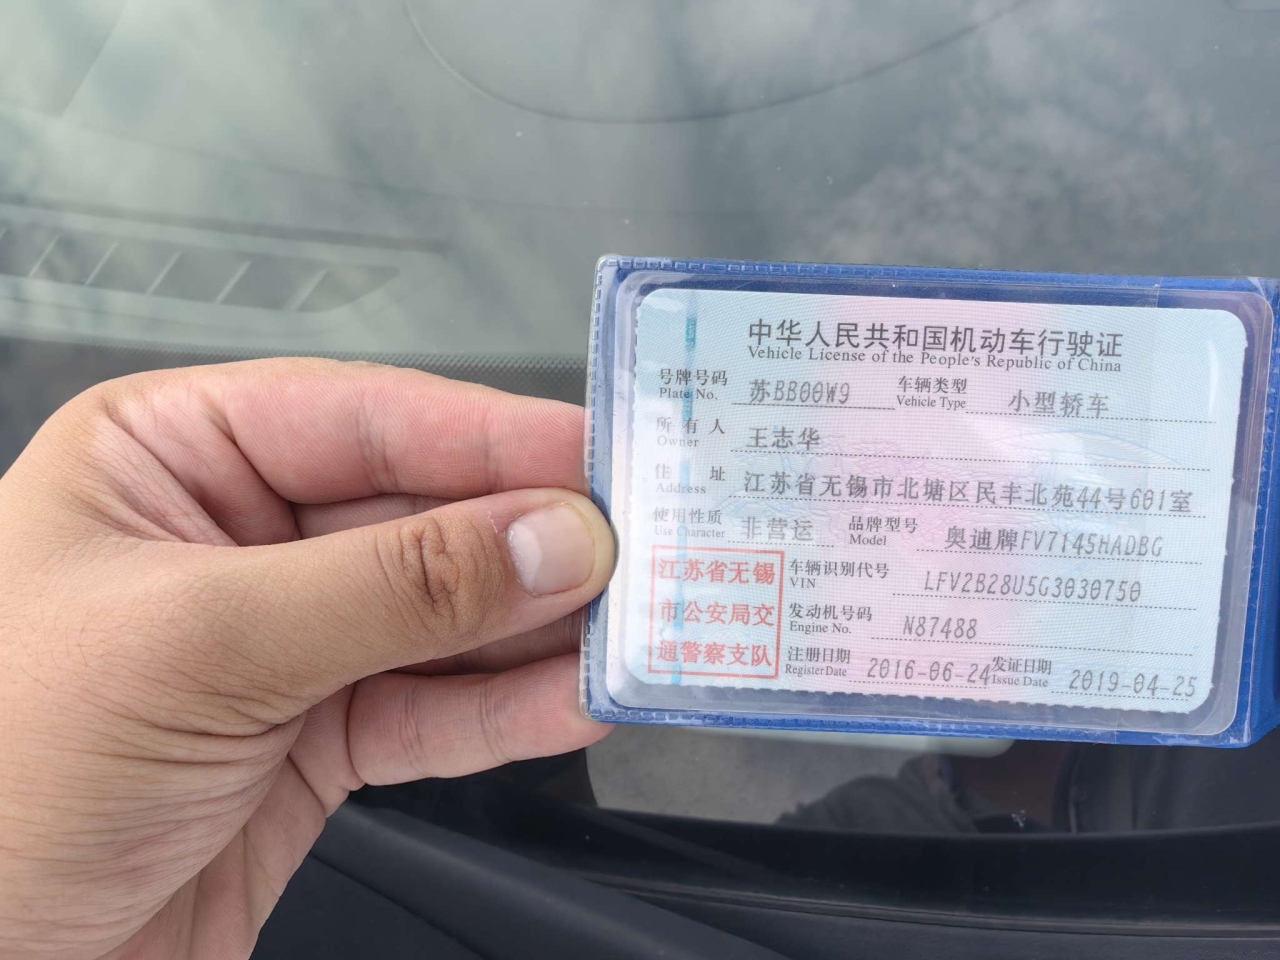 中华人民共和国机动车行驶证
Vehicle License of the People's Republic of China
号牌号码 苏BB00W9 车辆类型 小型轿车
Plate No. Vehicle Type
所有人 王志华
Owner
住址 江苏省无锡市北塘区民丰北苑44号601室
Address
使用性质 非营运 品牌型号 奥迪牌FV7145HADBG
Use Character Model
江苏省无锡
市公安局交
通警察支队
车辆识别代号 LFV2B28U5G3030750
VIN
发动机号码 N87488
Engine No.
注册日期 2016-06-24 发证日期 2019-04-25
Register Date Issue Date